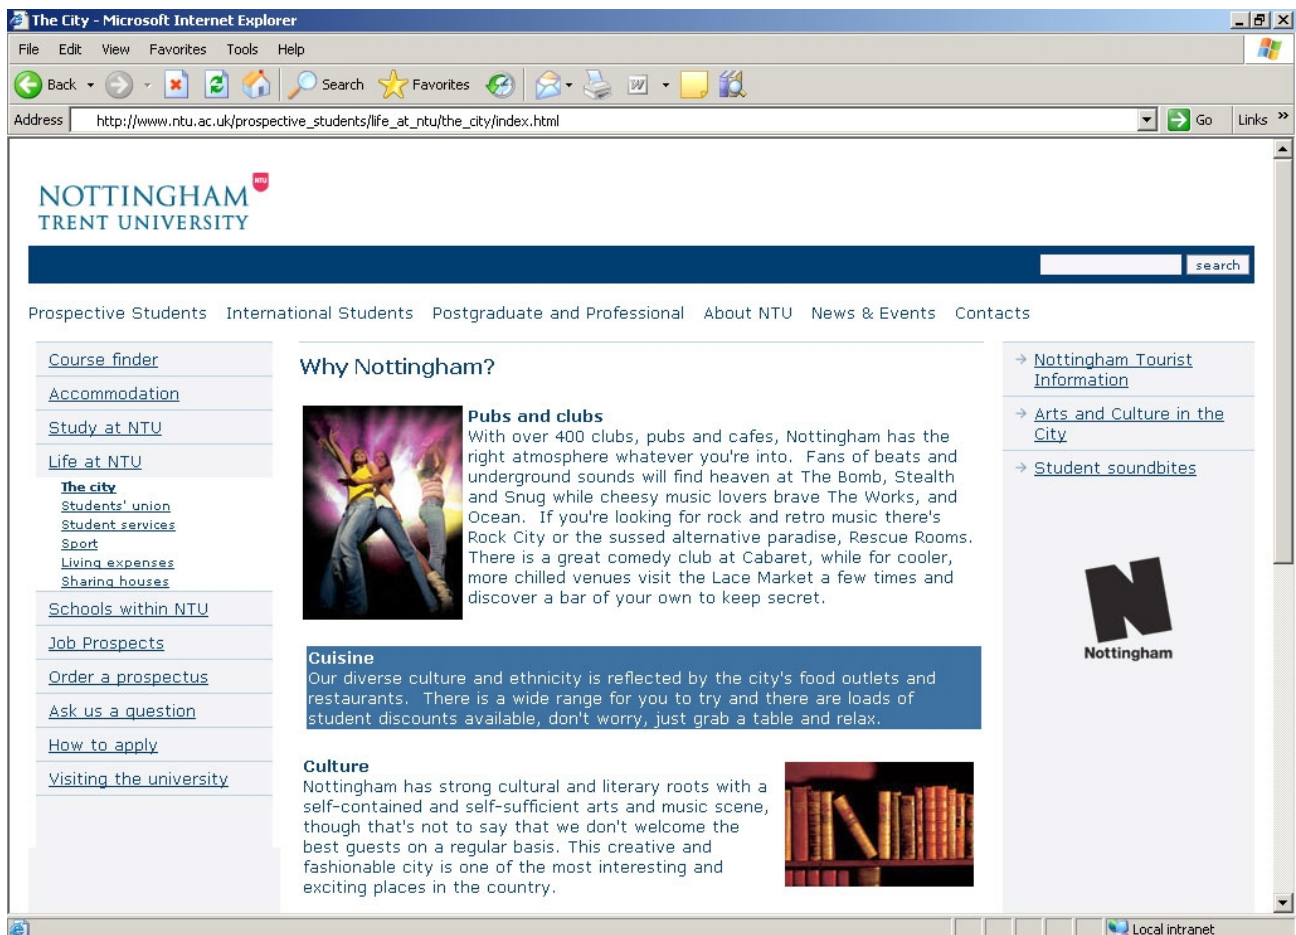 The City - Microsoft Internet Explorer
File Edit View Favorites Tools Help
Back Search Favorites
Address http://www.ntu.ac.uk/prospective_students/life_at_ntu/the_city/index.html Go Links »
NTU
NOTTINGHAM
TRENT UNIVERSITY
search
Prospective Students International Students Postgraduate and Professional About NTU News & Events Contacts
Course finder
Accommodation
Study at NTU
Life at NTU
The city
Students' union
Student services
Sport
Living expenses
Sharing houses
Schools within NTU
Job Prospects
Order a prospectus
Ask us a question
How to apply
Visiting the university
Why Nottingham?
Pubs and clubs
With over 400 clubs, pubs and cafes, Nottingham has the
right atmosphere whatever you're into. Fans of beats and
underground sounds will find heaven at The Bomb, Stealth
and Snug while cheesy music lovers brave The Works, and
Ocean. If you're looking for rock and retro music there's
Rock City or the sussed alternative paradise, Rescue Rooms.
There is a great comedy club at Cabaret, while for cooler,
more chilled venues visit the Lace Market a few times and
discover a bar of your own to keep secret.
Cuisine
Our diverse culture and ethnicity is reflected by the city's food outlets and
restaurants. There is a wide range for you to try and there are loads of
student discounts available, don't worry, just grab a table and relax.
Culture
Nottingham has strong cultural and literary roots with a
self-contained and self-sufficient arts and music scene,
though that's not to say that we don't welcome the
best guests on a regular basis. This creative and
fashionable city is one of the most interesting and
exciting places in the country.
Nottingham Tourist
Information
Arts and Culture in the
City
Student soundbites
N
Nottingham
Local intranet